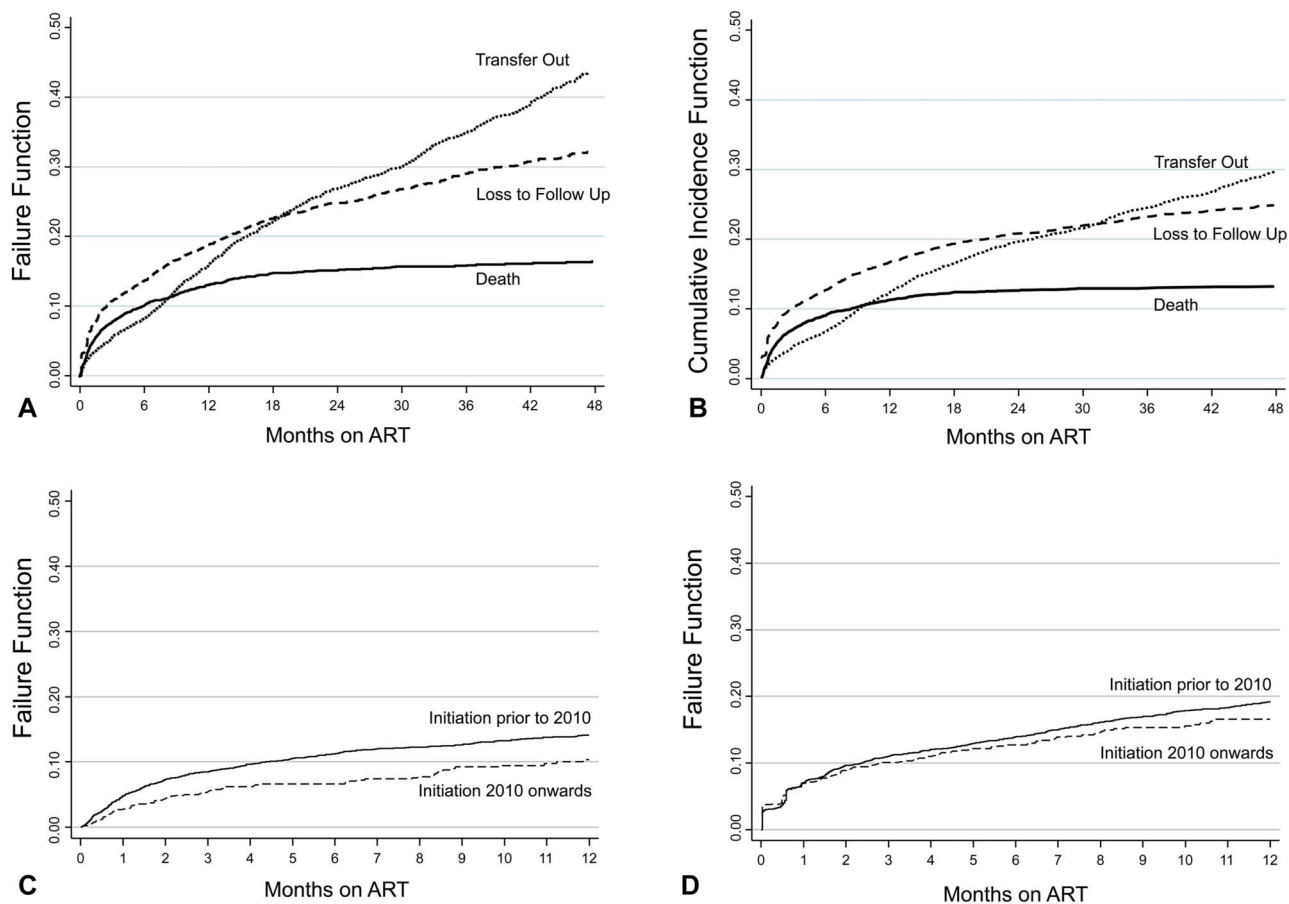 0.50
0.40
0.30
0.20
0.10
0.00
Failure Function
Transfer Out
Loss to Follow Up
Death
0 6 12 18 24 30 36 42 48
Months on ART
A
0.50
0.40
0.30
0.20
0.10
0.00
Cumulative Incidence Function
Transfer Out
Loss to Follow Up
Death
0 6 12 18 24 30 36 42 48
Months on ART
B
0.50
0.40
0.30
0.20
0.10
0.00
Failure Function
Initiation prior to 2010
Initiation 2010 onwards
0 1 2 3 4 5 6 7 8 9 10 11 12
Months on ART
C
0.50
0.40
0.30
0.20
0.10
0.00
Failure Function
Initiation prior to 2010
Initiation 2010 onwards
0 1 2 3 4 5 6 7 8 9 10 11 12
Months on ART
D